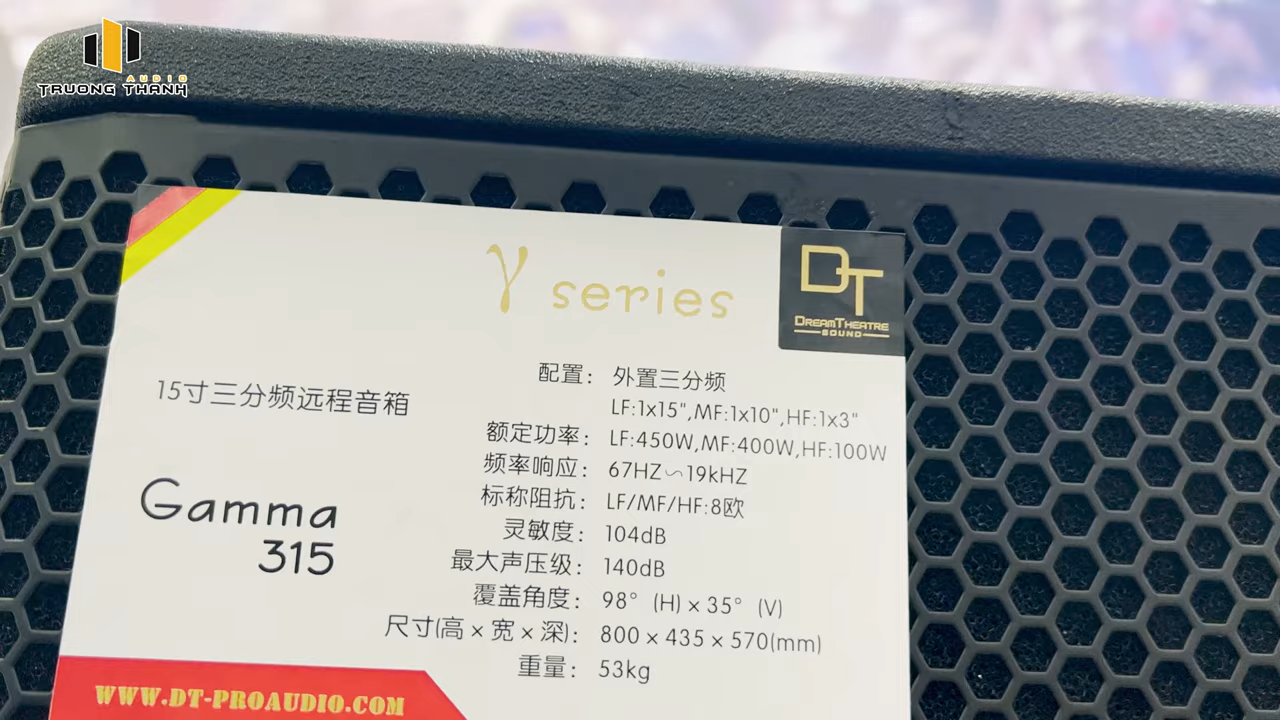 AUDIO
TRUONG THANH
γ series
DT
DREAMTHEATRE
SOUND
15寸三分频远程音箱
Gamma
315
配置： 外置三分频
LF:1x15",MF:1x10",HF:1x3"
额定功率： LF:450W,MF:400W,HF:100W
频率响应： 67HZ∽19kHZ
标称阻抗： LF/MF/HF:8欧
灵敏度： 104dB
最大声压级： 140dB
覆盖角度： 98° (H) x 35° (V)
尺寸(高 x 宽 x 深)： 800 x 435 x 570(mm)
重量： 53kg
WWW.DT-PROAUDIO.COM